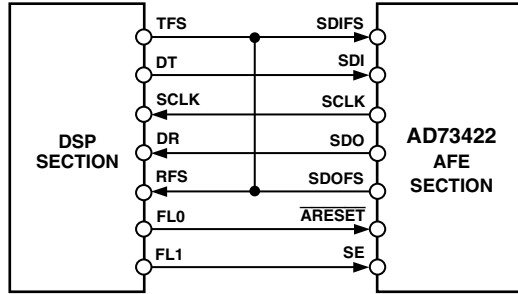 TFS SDIFS
DT SDI
SCLK SCLK
DSP SECTION
DR SDO
AD73422 AFE SECTION
RFS SDOFS
FL0 ARESET
FL1 SE